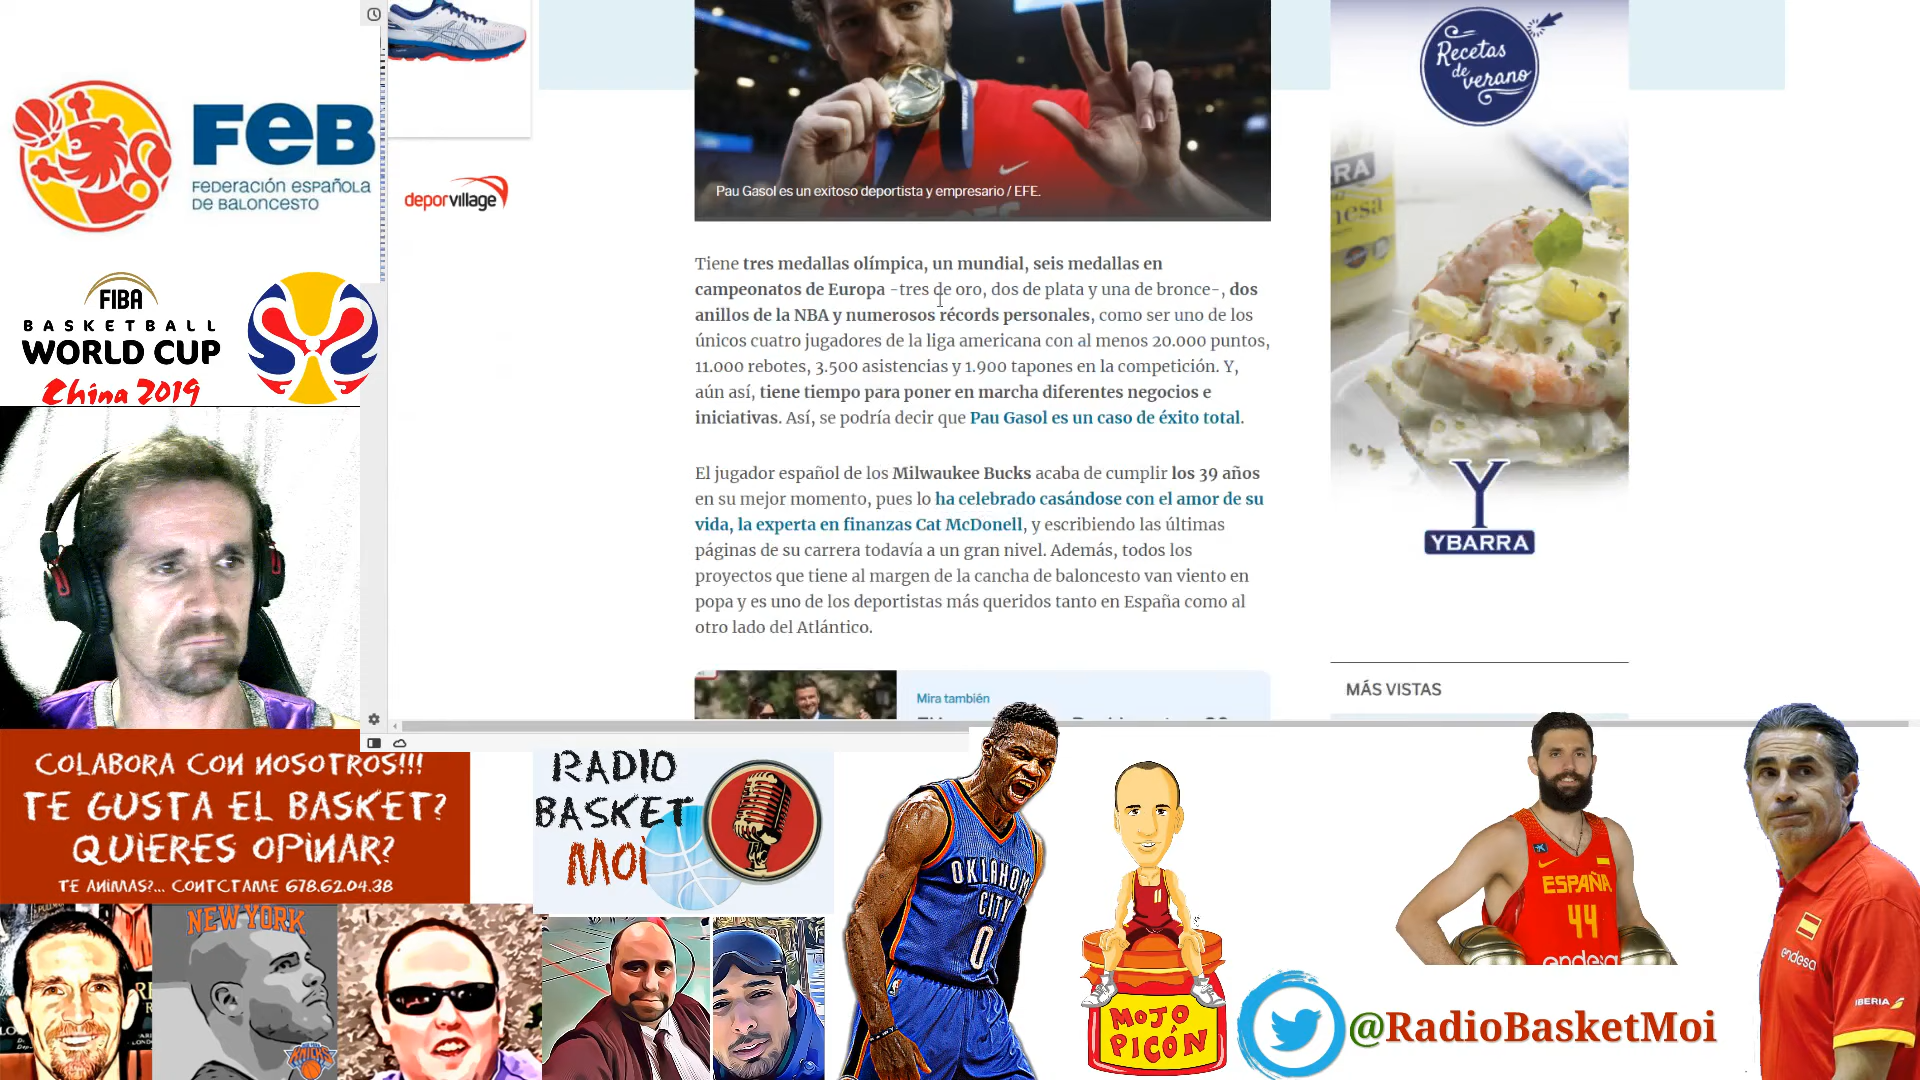 FeB
FEDERACIÓN ESPAÑOLA
DE BALONCESTO
FIBA
BASKETBALL
WORLD CUP
China 2019
deporvillage
Pau Gasol es un exitoso deportista y empresario / EFE.
Tiene tres medallas olímpica, un mundial, seis medallas en
campeonatos de Europa -tres de oro, dos de plata y una de bronce-, dos
anillos de la NBA y numerosos récords personales, como ser uno de los
únicos cuatro jugadores de la liga americana con al menos 20.000 puntos,
11.000 rebotes, 3.500 asistencias y 1.900 tapones en la competición. Y,
aún así, tiene tiempo para poner en marcha diferentes negocios e
iniciativas. Así, se podría decir que Pau Gasol es un caso de éxito total.
El jugador español de los Milwaukee Bucks acaba de cumplir los 39 años
en su mejor momento, pues lo ha celebrado casándose con el amor de su
vida, la experta en finanzas Cat McDonell, y escribiendo las últimas
páginas de su carrera todavía a un gran nivel. Además, todos los
proyectos que tiene al margen de la cancha de baloncesto van viento en
popa y es uno de los deportistas más queridos tanto en España como al
otro lado del Atlántico.
Mira también
Recetas
de
verano
YBARRA
MÁS VISTAS
COLABORA CON NOSOTROS!!!
TE GUSTA EL BASKET?
QUIERES OPINAR?
TE ANIMAS?... CONTCTAME 678.62.04.38
RADIO
BASKET
MOI
NEW YORK
KNICKS
OKLAHOM
CITY
0
11
MOJO
PICÓN
ESPAÑA
44
endesa
endesa
IBERIA
@RadioBasketMoi